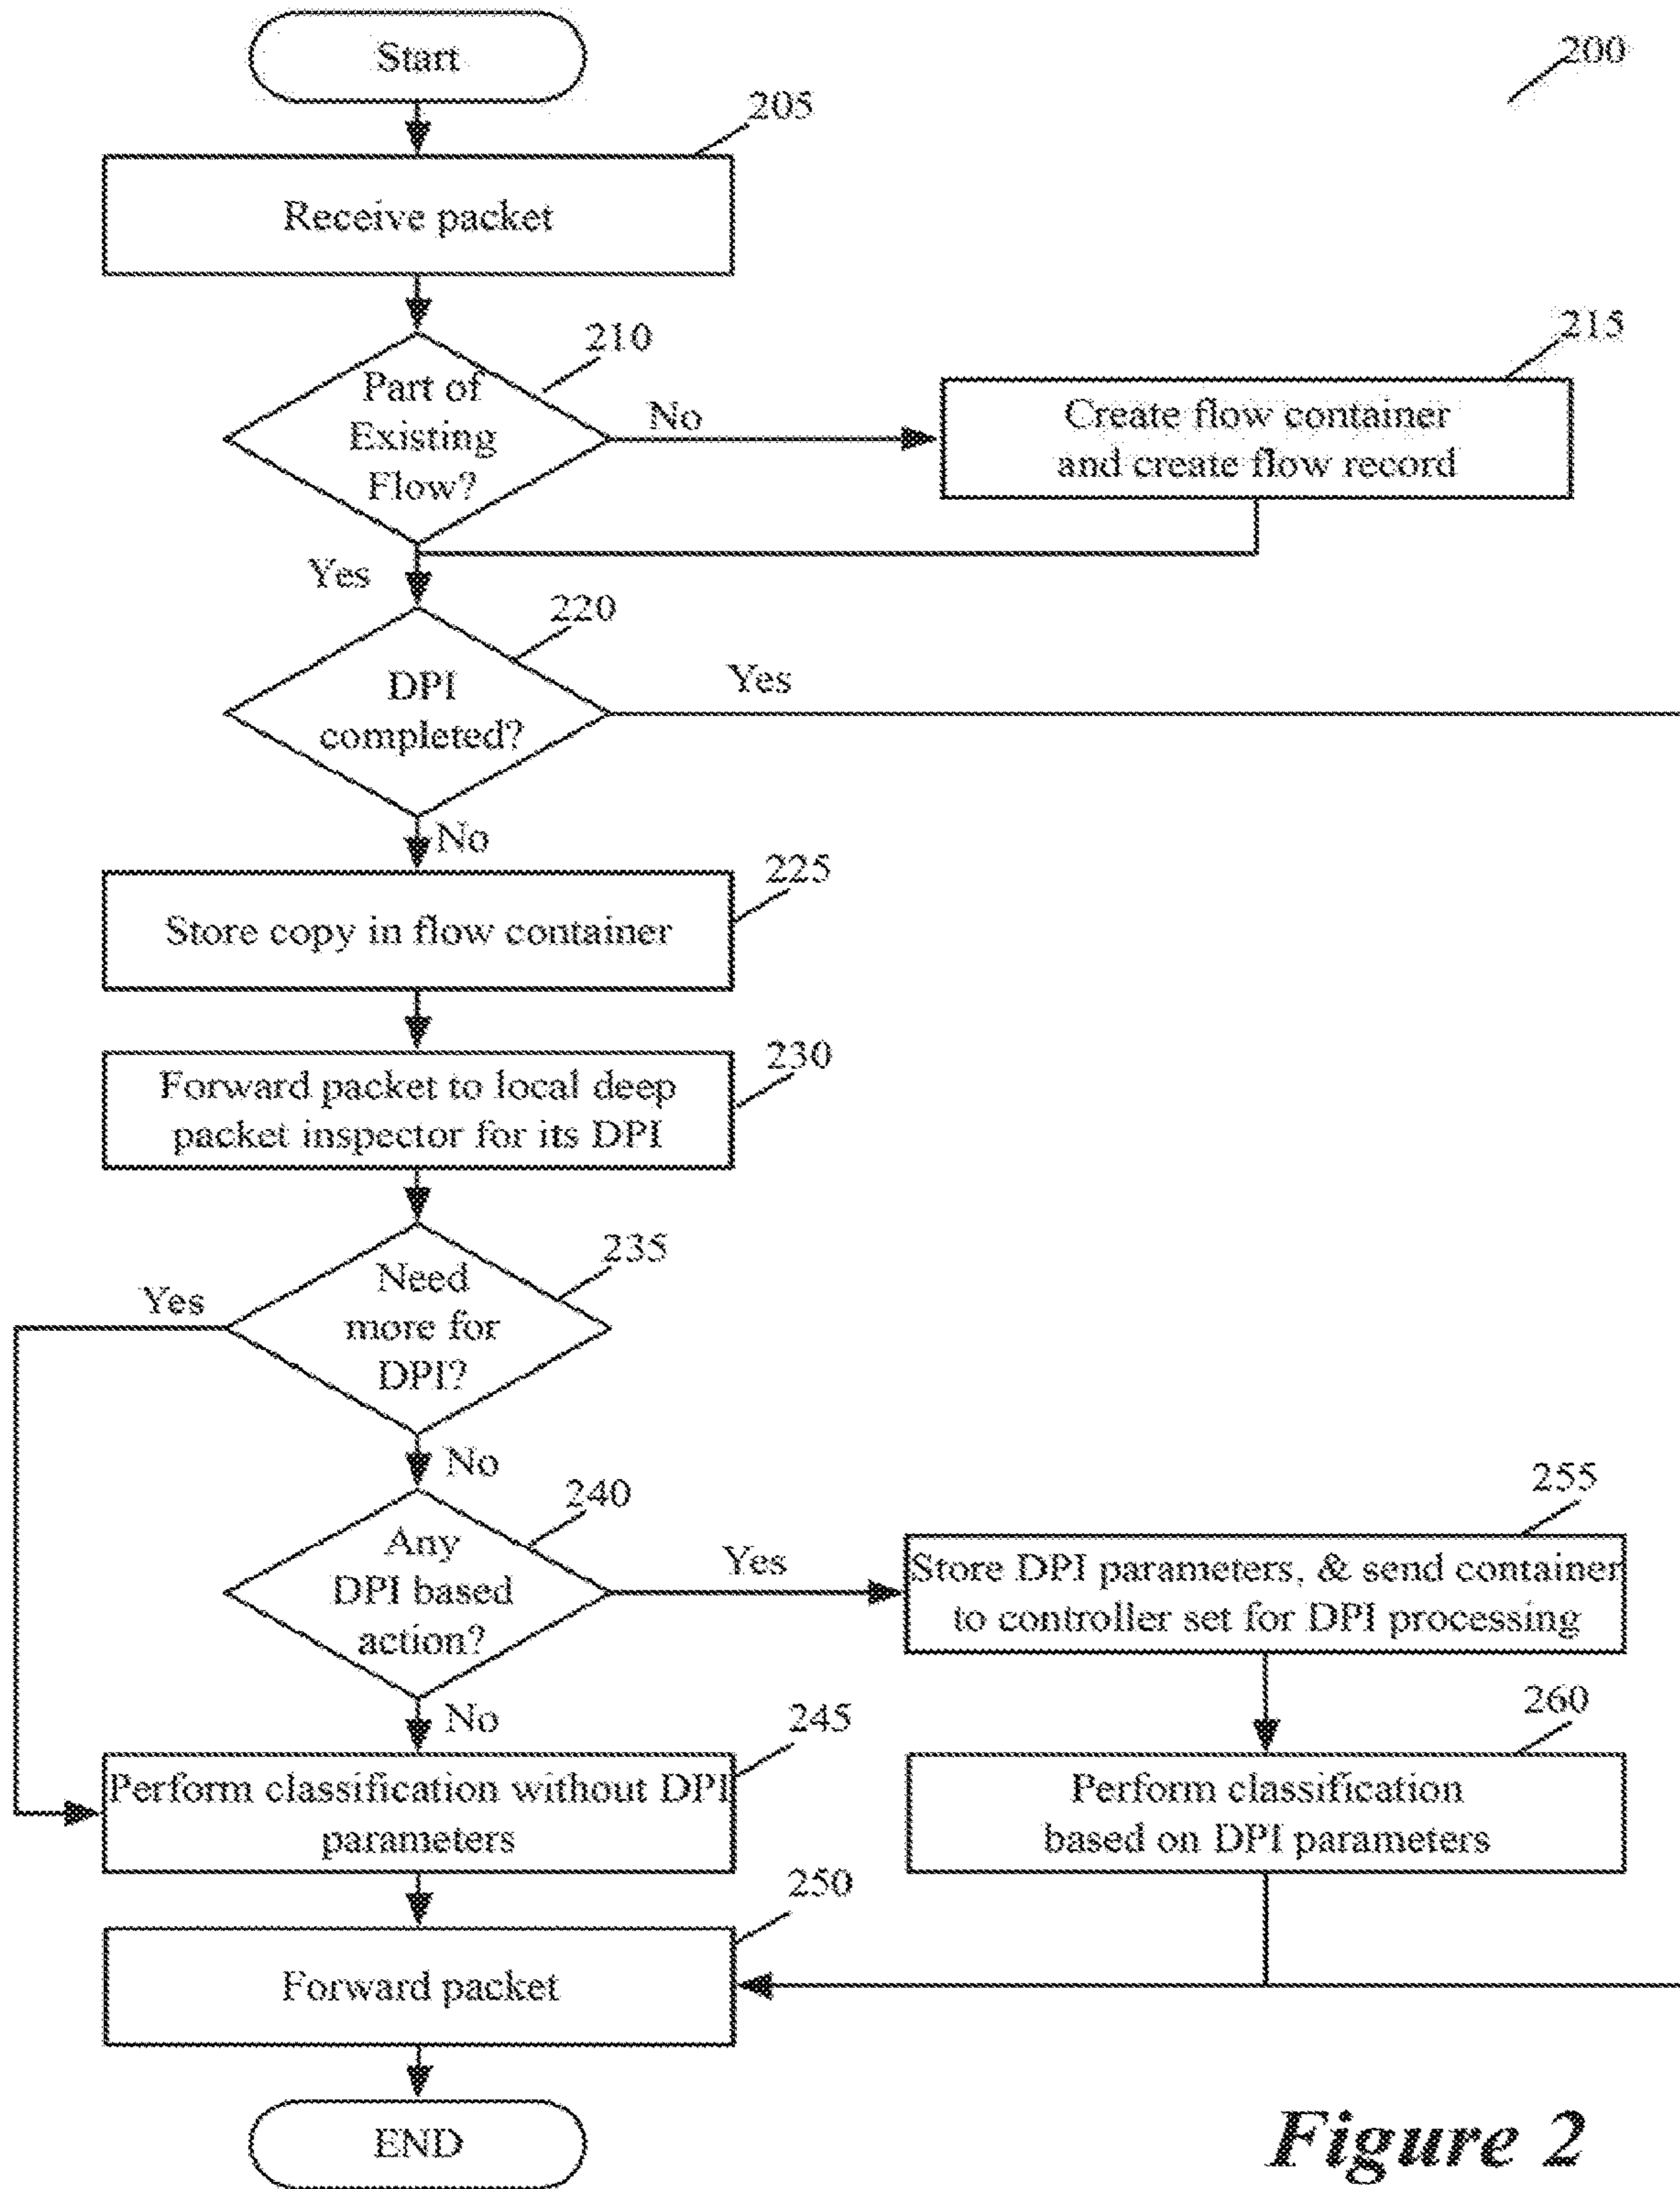 Start
200
205
Receive packet
210
215
Part of
Existing
Flow?
No
Create flow container
and create flow record
Yes
220
DPI
completed?
Yes
No
225
Store copy in flow container
230
Forward packet to local deep
packet inspector for its DPI
235
Need
more for
DPI?
Yes
No
240
255
Any
DPI based
action?
Yes
Store DPI parameters, & send container
to controller set for DPI processing
No
245
260
Perform classification without DPI
parameters
Perform classification
based on DPI parameters
250
Forward packet
END
Figure 2